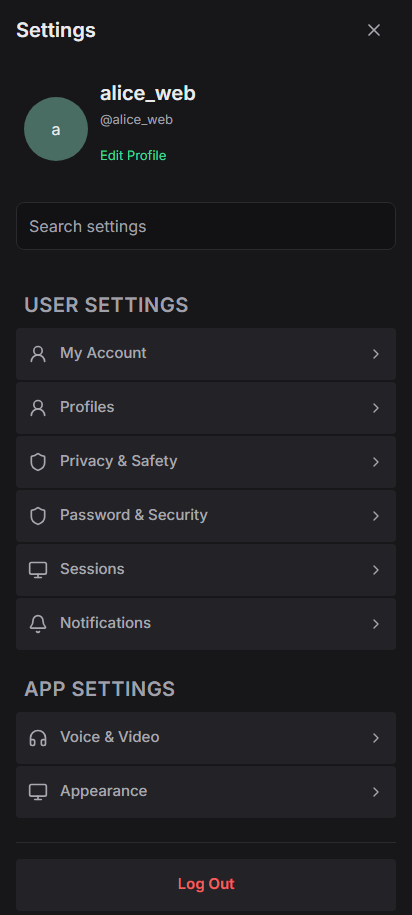 Settings
a
alice_web
@alice_web
Edit Profile
Search settings
USER SETTINGS
My Account
Profiles
Privacy & Safety
Password & Security
Sessions
Notifications
APP SETTINGS
Voice & Video
Appearance
Log Out